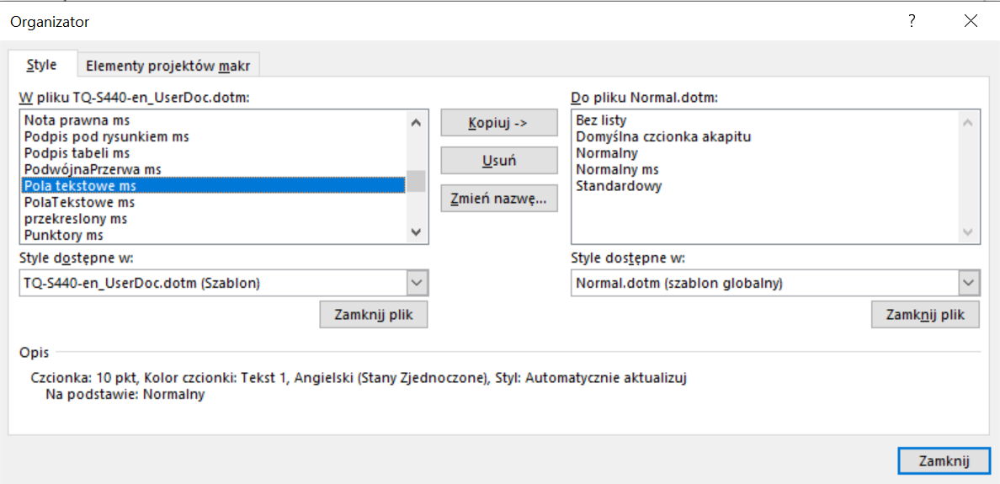 Organizator
?
Style
Elementy projektów makr
W pliku TQ-S440-en_UserDoc.dotm:
Nota prawna ms
Podpis pod rysunkiem ms
Podpis tabeli ms
PodwójnaPrzerwa ms
Pola tekstowe ms
PolaTekstowe ms
przekreslony ms
Punktory ms
Style dostępne w:
TQ-S440-en_UserDoc.dotm (Szablon)
Zamknij plik
Kopiuj ->
Usuń
Zmień nazwę...
Do pliku Normal.dotm:
Bez listy
Domyślna czcionka akapitu
Normalny
Normalny ms
Standardowy
Style dostępne w:
Normal.dotm (szablon globalny)
Zamknij plik
Opis
Czcionka: 10 pkt, Kolor czcionki: Tekst 1, Angielski (Stany Zjednoczone), Styl: Automatycznie aktualizuj
Na podstawie: Normalny
Zamknij